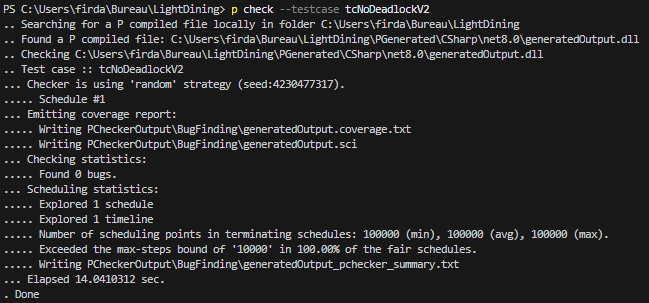 PS C:\Users\firda\Bureau\LightDining> p check --testcase tcNoDeadlockV2
.. Searching for a P compiled file locally in folder C:\Users\firda\Bureau\LightDining
.. Found a P compiled file: C:\Users\firda\Bureau\LightDining\PGenerated\CSharp\net8.0\generatedOutput.dll
.. Checking C:\Users\firda\Bureau\LightDining\PGenerated\CSharp\net8.0\generatedOutput.dll
.. Test case :: tcNoDeadlockV2
... Checker is using 'random' strategy (seed:4230477317).
..... Schedule #1
... Emitting coverage report:
..... Writing PCheckerOutput\BugFinding\generatedOutput.coverage.txt
..... Writing PCheckerOutput\BugFinding\generatedOutput.sci
... Checking statistics:
..... Found 0 bugs.
... Scheduling statistics:
..... Explored 1 schedule
..... Explored 1 timeline
..... Number of scheduling points in terminating schedules: 100000 (min), 100000 (avg), 100000 (max).
..... Exceeded the max-steps bound of '10000' in 100.00% of the fair schedules.
..... Writing PCheckerOutput\BugFinding\generatedOutput_pchecker_summary.txt
... Elapsed 14.0410312 sec.
. Done